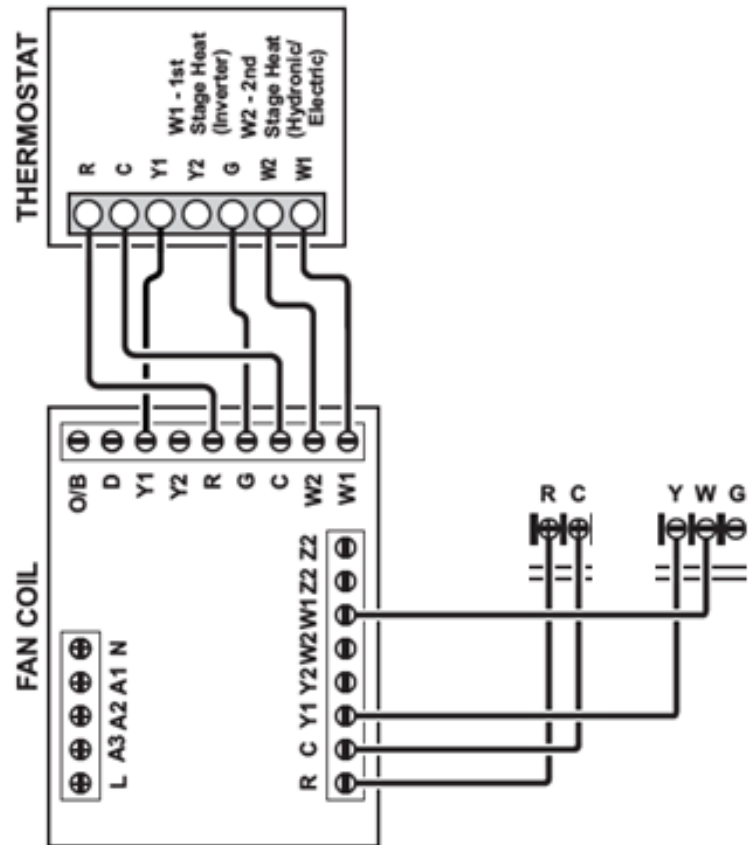 THERMOSTAT
W1 - 1st
Stage Heat
(Inverter)
W2 - 2nd
Stage Heat
(Hydronic/
Electric)
R C Y1 Y2 G W2 W1
FAN COIL
O/B D Y1 Y2 R G C W2 W1
L A3 A2 A1 N
R C Y1 Y2 W2 W1 Z2 Z2
R C
Y W G